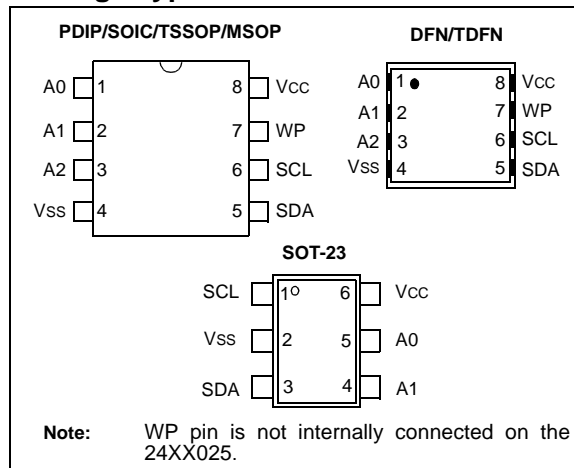 PDIP/SOIC/TSSOP/MSOP DFN/TDFN
A0 1 8 VCC A0 1 8 VCC
A1 2 7 WP A1 2 7 WP
A2 3 6 SCL A2 3 6 SCL
VSS 4 5 SDA VSS 4 5 SDA
SOT-23
SCL 1 6 VCC
VSS 2 5 A0
SDA 3 4 A1
Note: WP pin is not internally connected on the
24XX025.